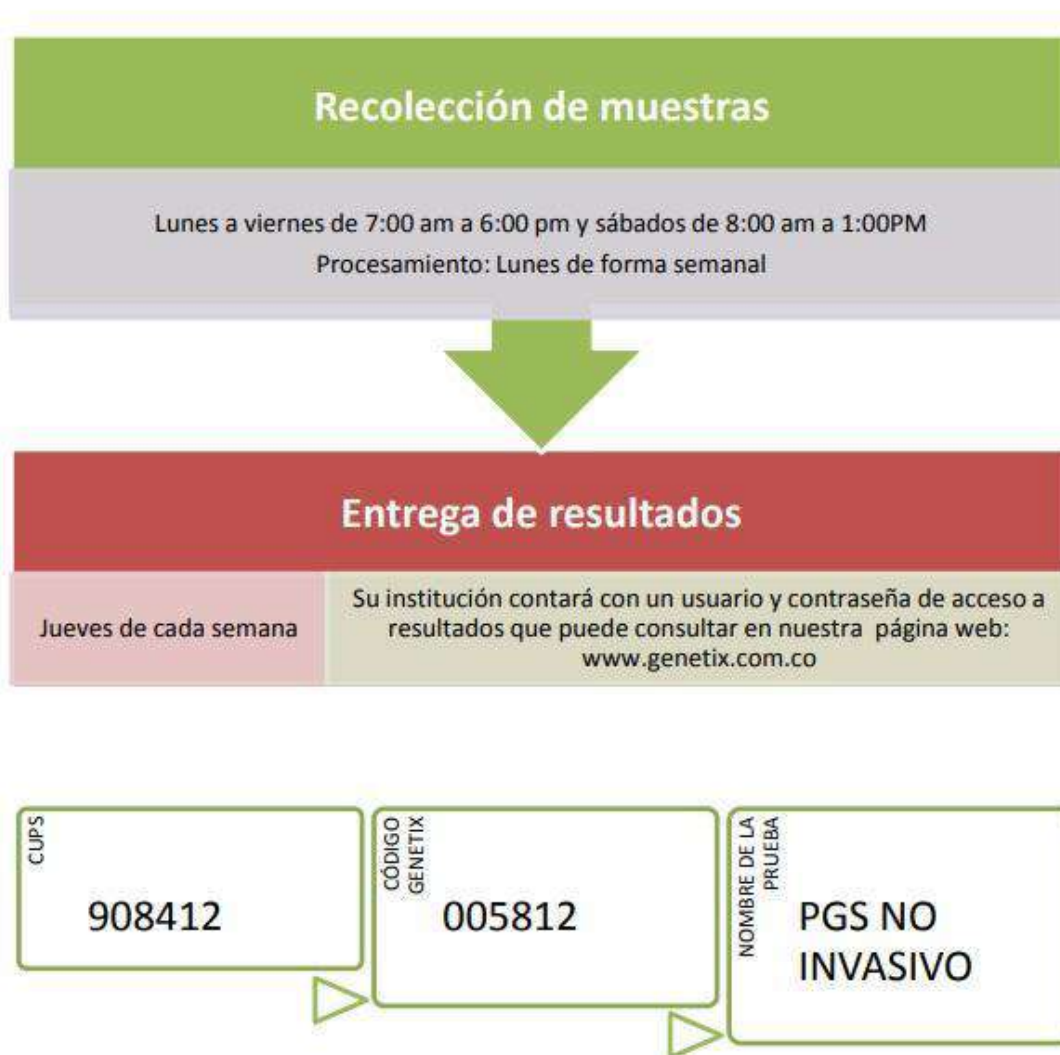 Recolección de muestras
Lunes a viernes de 7:00 am a 6:00 pm y sábados de 8:00 am a 1:00PM
Procesamiento: Lunes de forma semanal
Entrega de resultados
Jueves de cada semana
Su institución contará con un usuario y contraseña de acceso a
resultados que puede consultar en nuestra página web:
www.genetix.com.co
CUPS
908412
CÓDIGO
GENETIX
005812
NOMBRE DE LA
PRUEBA
PGS NO
INVASIVO